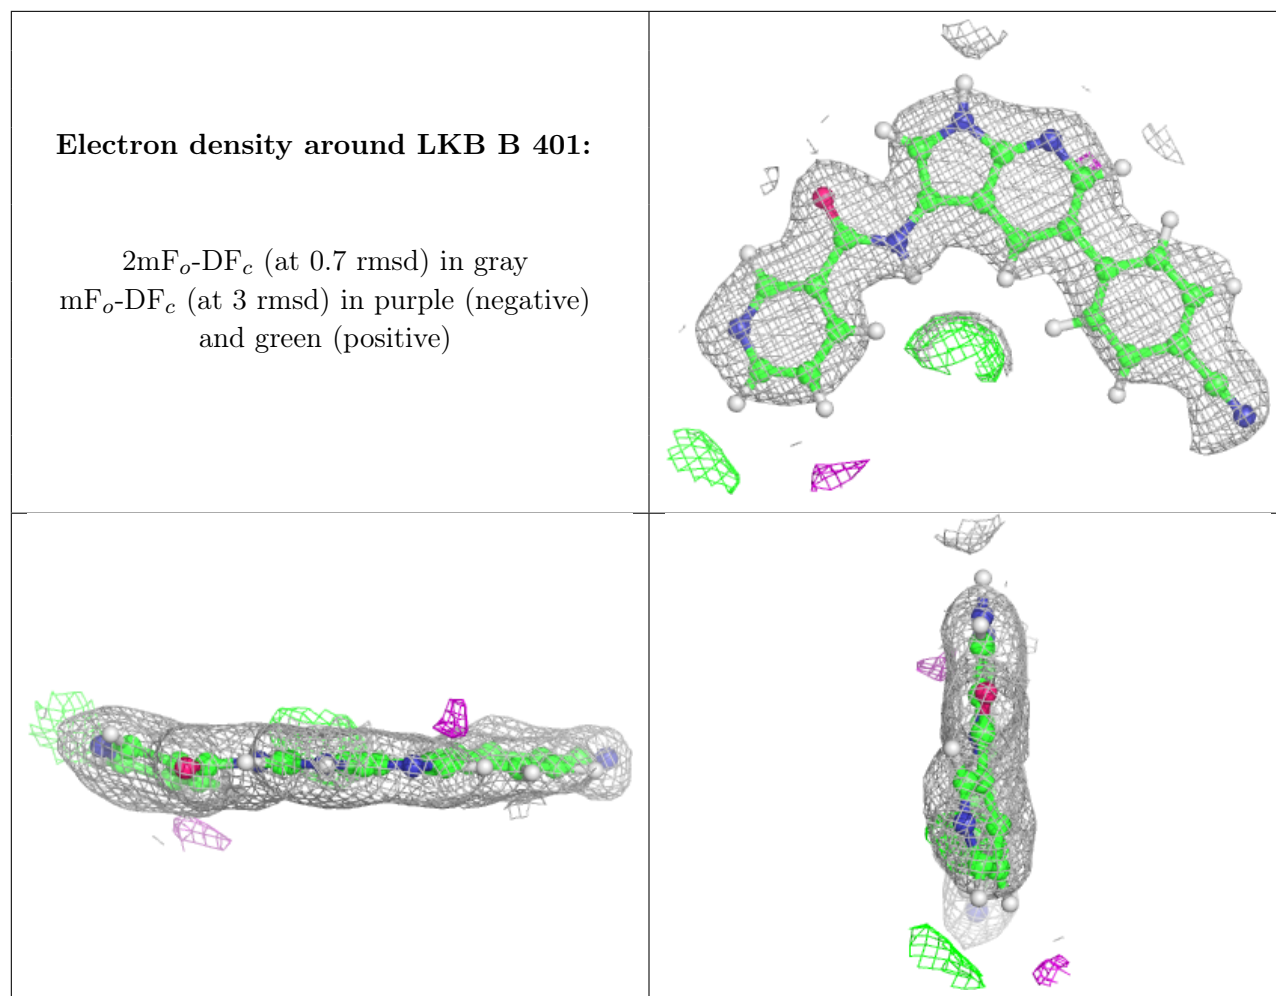 Electron density around LKB B 401:
2mFo-DFc (at 0.7 rmsd) in gray
mFo-DFc (at 3 rmsd) in purple (negative)
and green (positive)